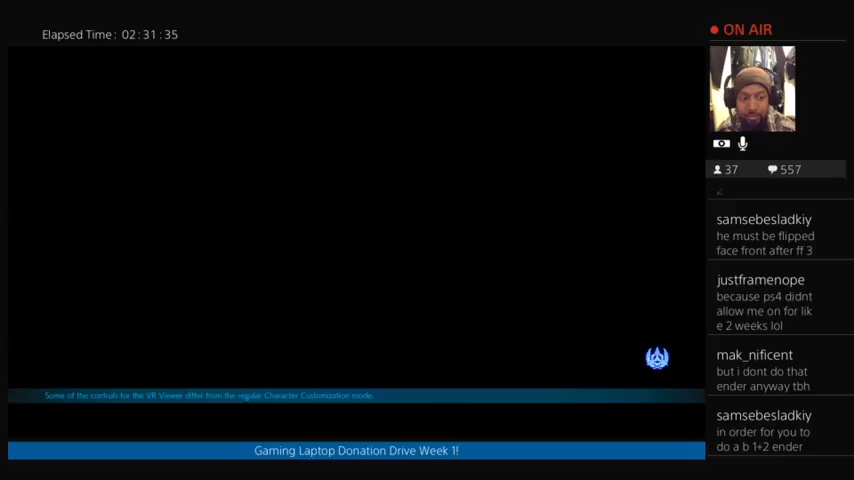 Elapsed Time: 02:31:35
ON AIR
37 557
samsebesladkiy
he must be flipped
face front after ff 3
justframenope
because ps4 didnt
allow me on for lik
e 2 weeks lol
mak_nificent
but i dont do that
ender anyway tbh
samsebesladkiy
in order for you to
do a b 1+2 ender
Some of the controls for the VR Viewer differ from the regular Character Customization mode.
Gaming Laptop Donation Drive Week 1!